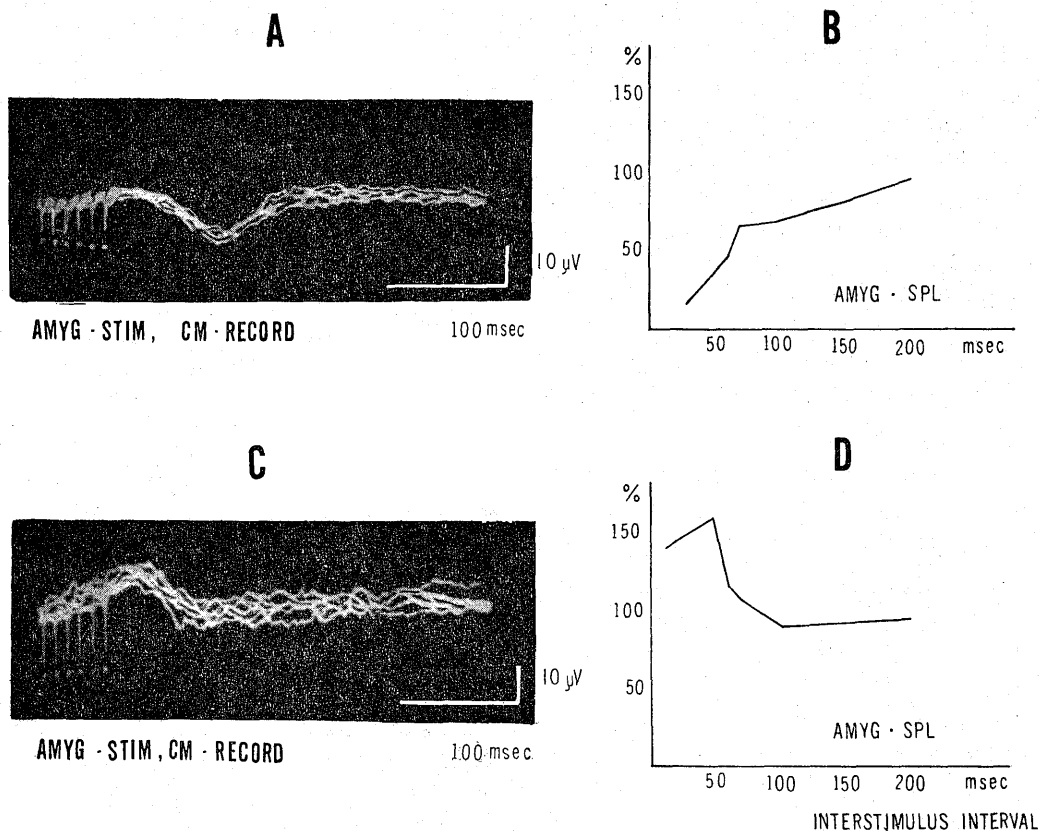 A
10 µV
AMYG - STIM, CM - RECORD
100 msec
B
%
150
100
50
AMYG · SPL
50 100 150 200 msec
C
10 µV
AMYG - STIM, CM - RECORD
100 msec
D
%
150
100
50
AMYG · SPL
50 100 150 200 msec
INTERSTIMULUS INTERVAL